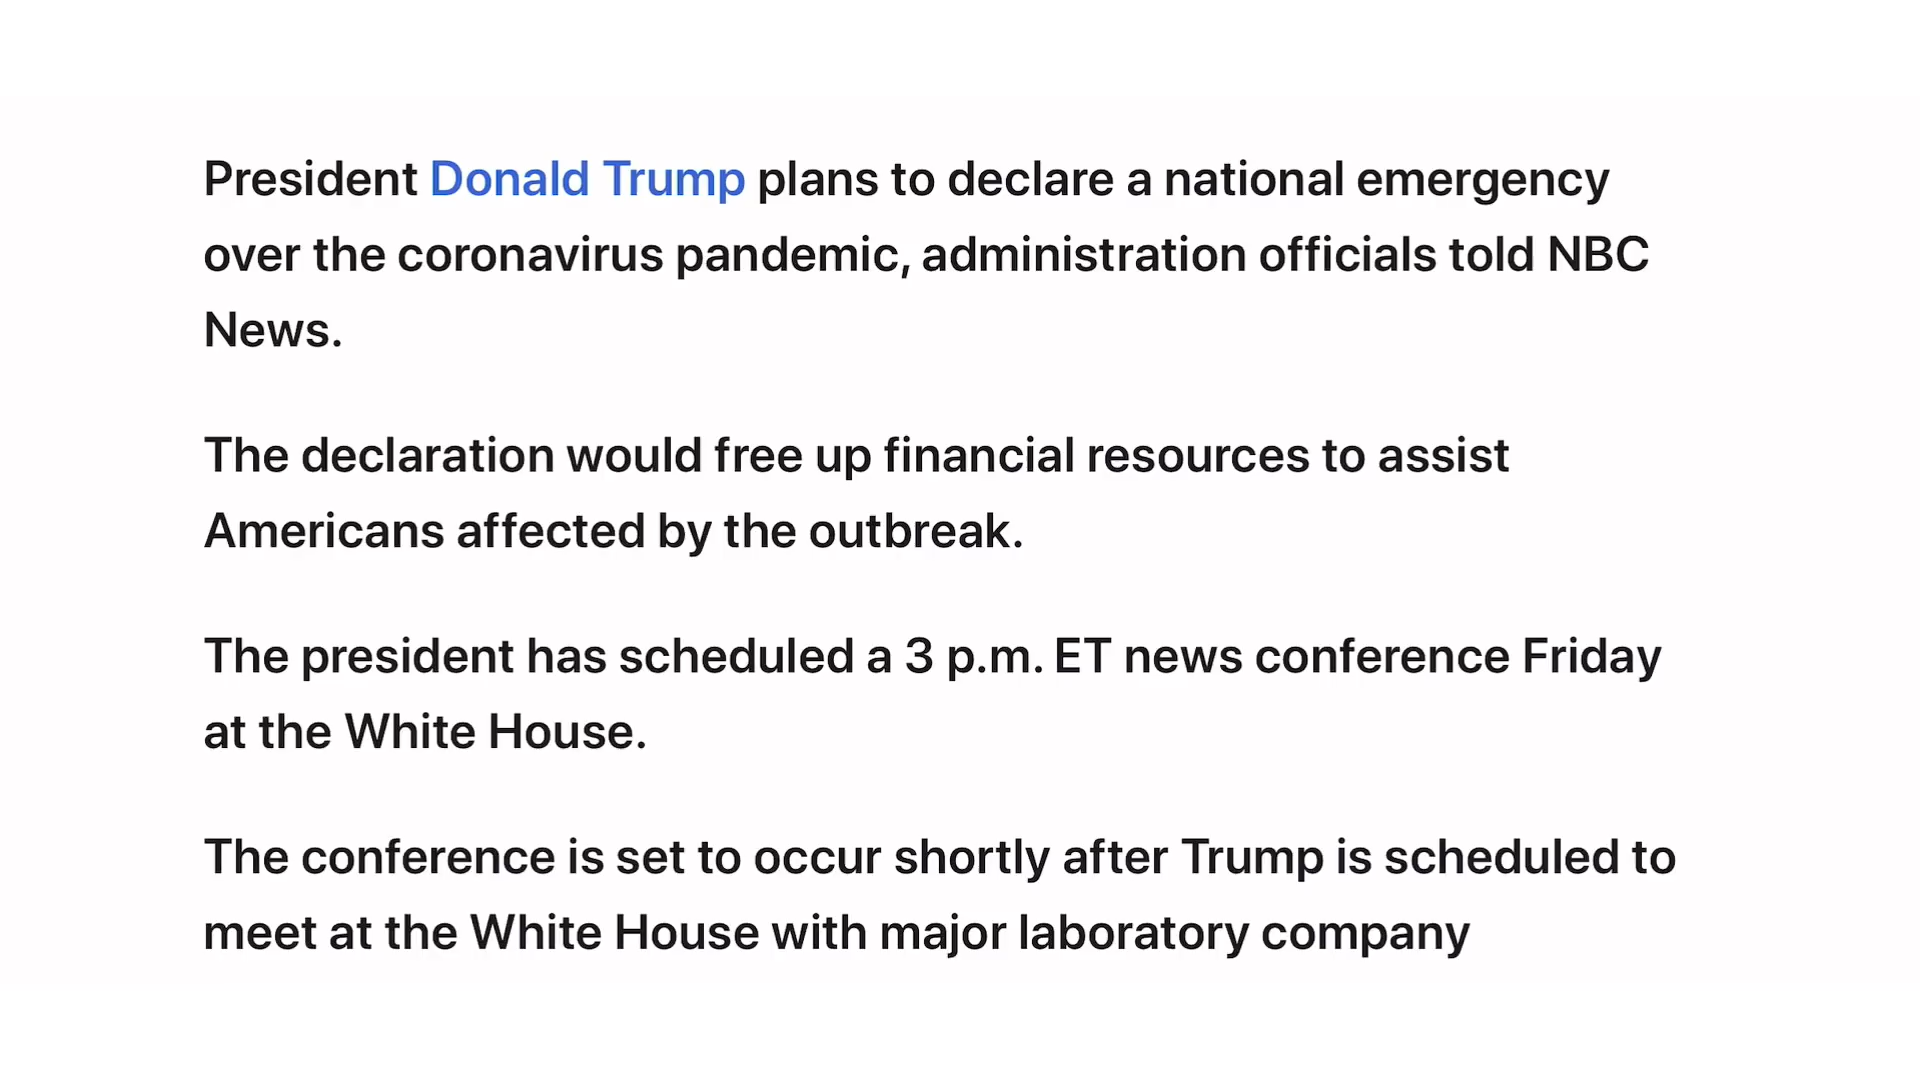 President Donald Trump plans to declare a national emergency
over the coronavirus pandemic, administration officials told NBC
News.
The declaration would free up financial resources to assist
Americans affected by the outbreak.
The president has scheduled a 3 p.m. ET news conference Friday
at the White House.
The conference is set to occur shortly after Trump is scheduled to
meet at the White House with major laboratory company